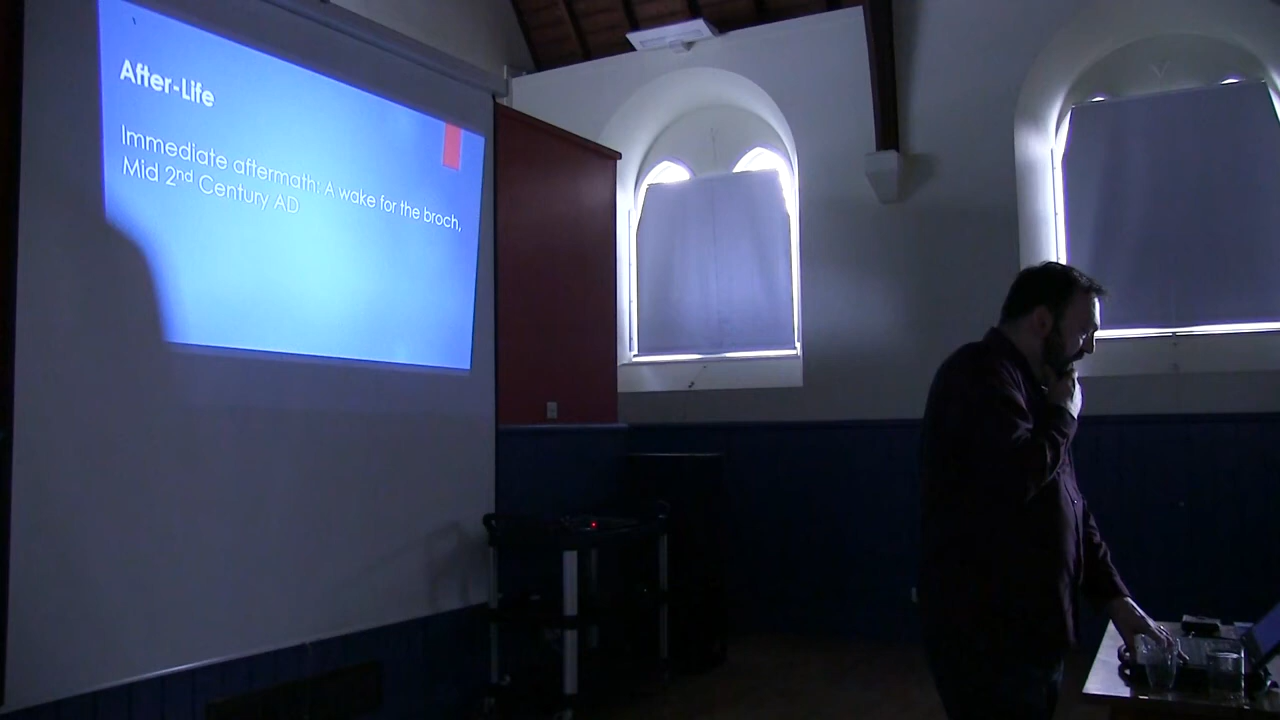 After-Life
Immediate aftermath: A wake for the broch,
Mid 2nd Century AD